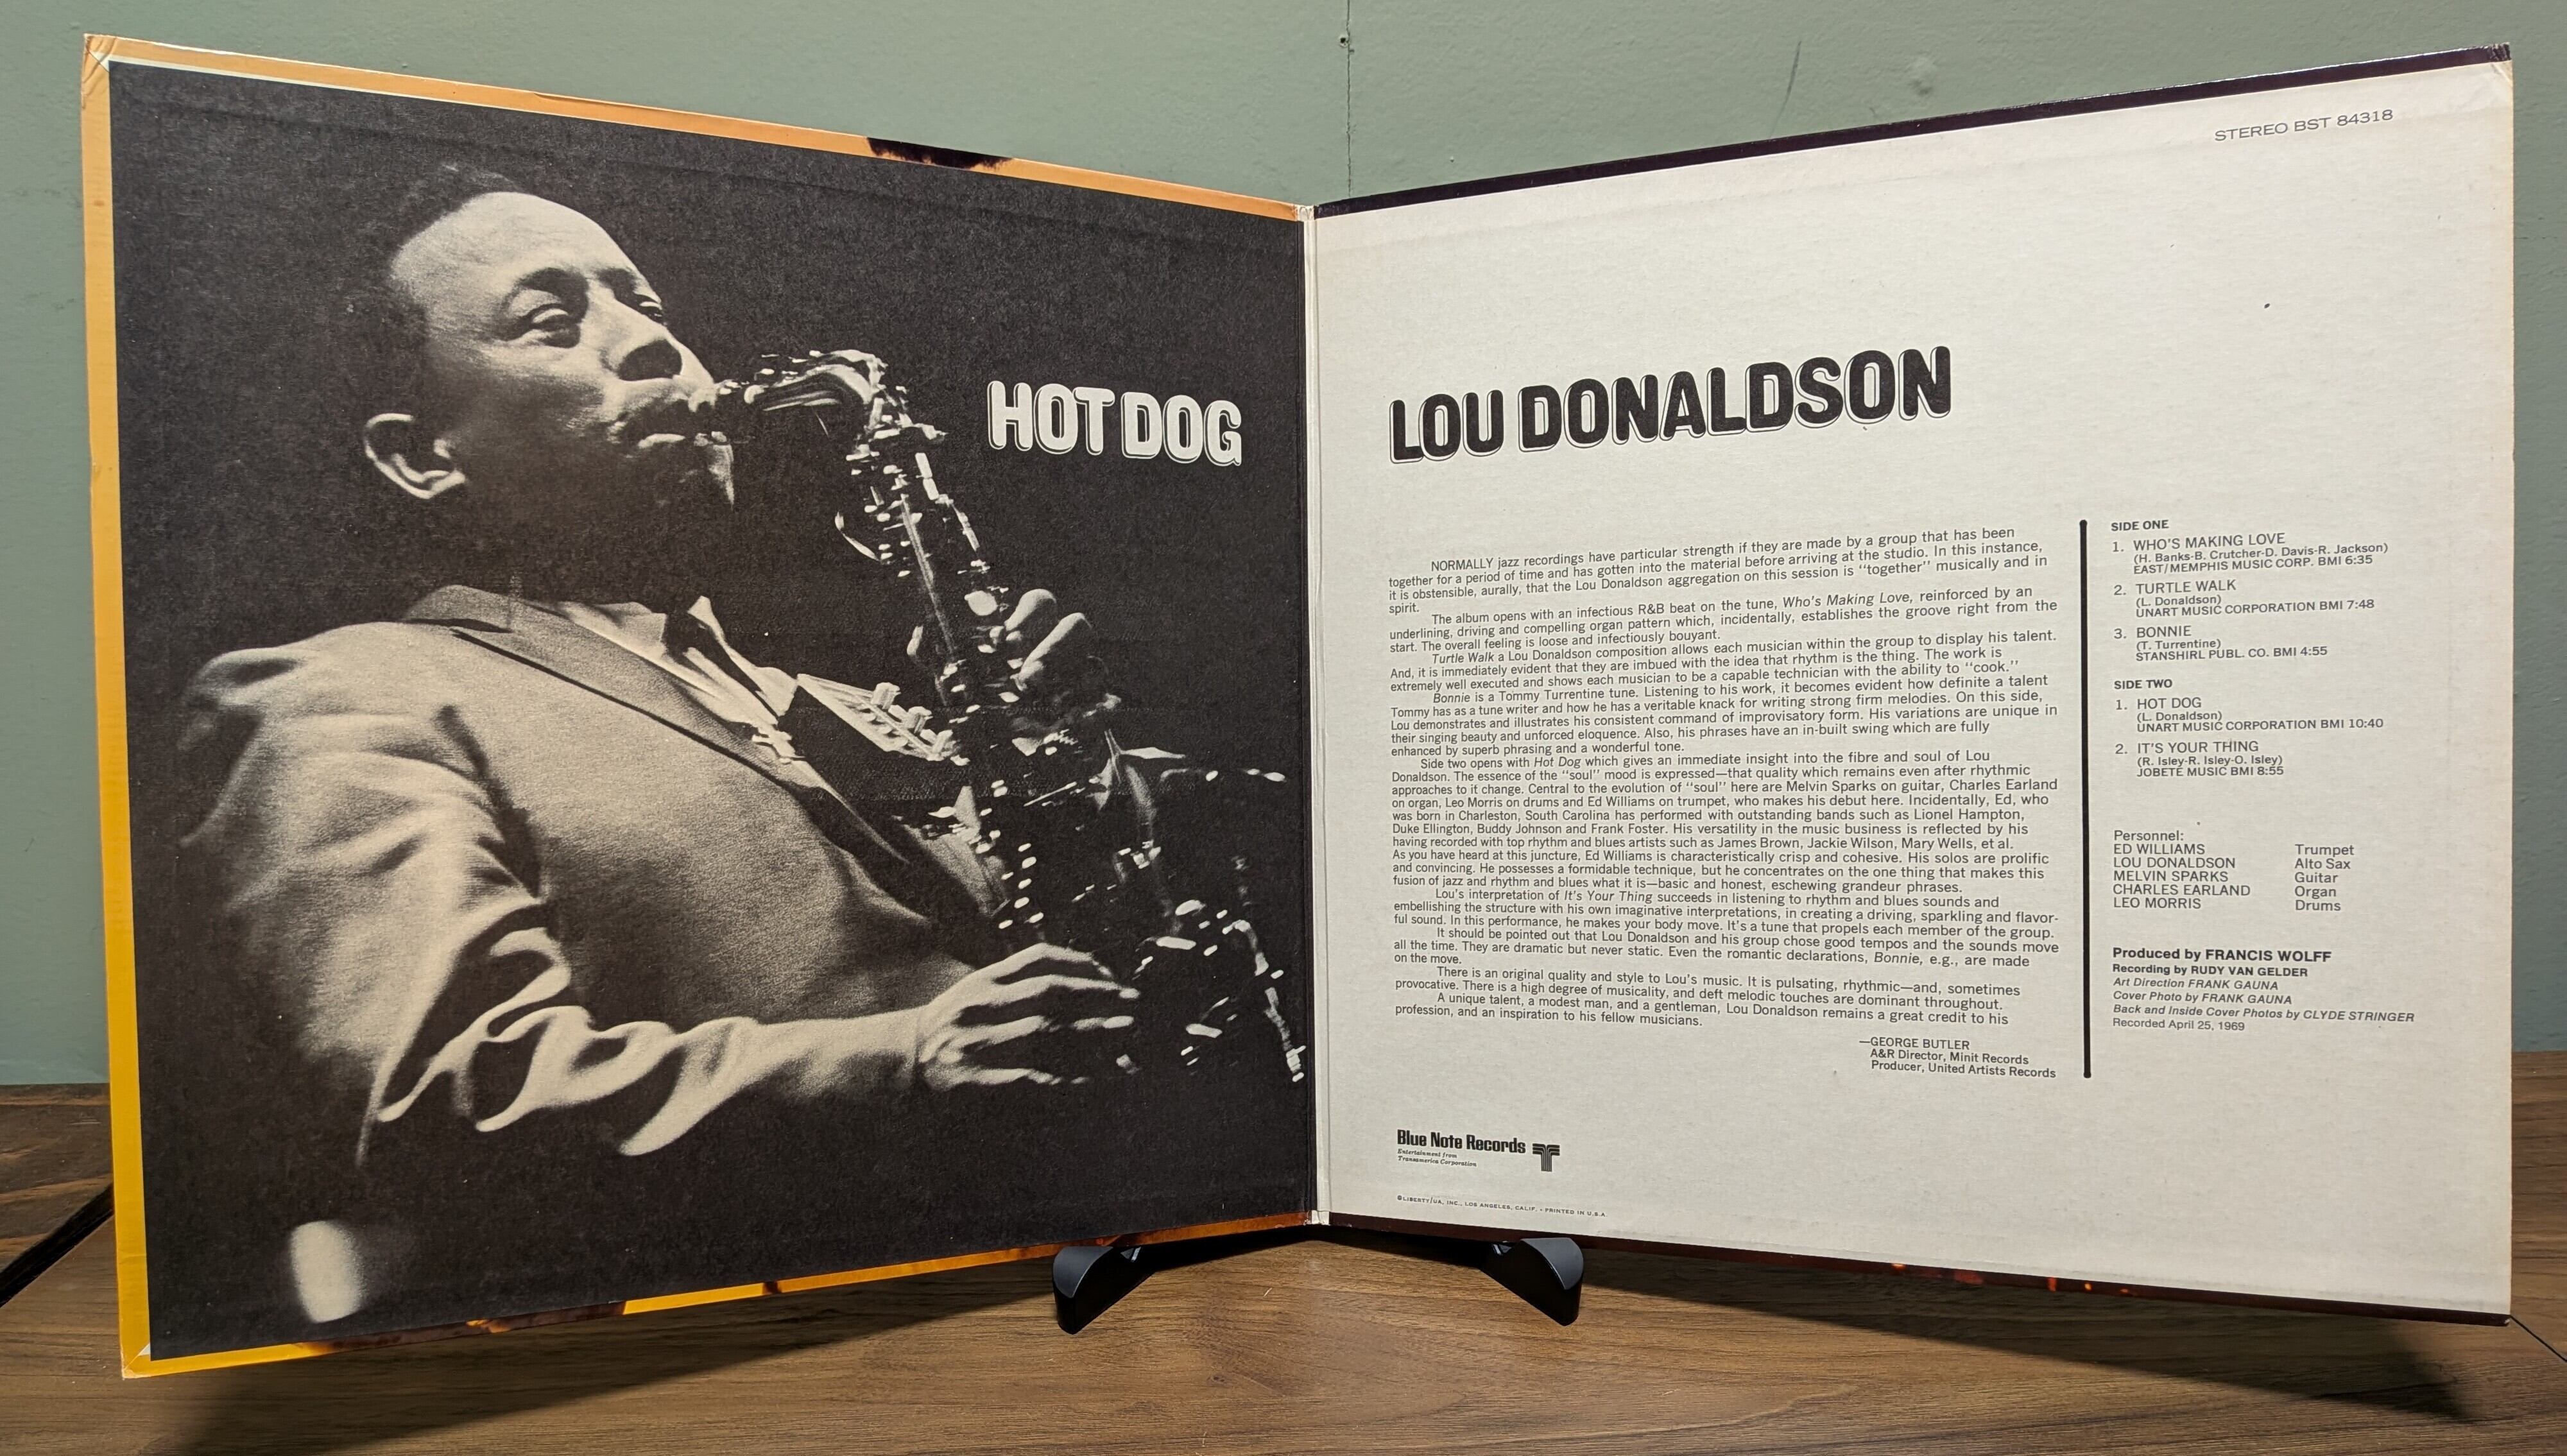 HOT DOG
STEREO BST 84318
LOU DONALDSON
NORMALLY jazz recordings have particular strength if they are made by a group that has been
together for a period of time and has gotten into the material before arriving at the studio. In this instance,
it is obstensible, aurally, that the Lou Donaldson aggregation on this session is "together" musically and in
spirit.
The album opens with an infectious R&B beat on the tune, Who's Making Love, reinforced by an
underlining, driving and compelling organ pattern which, incidentally, establishes the groove right from the
start. The overall feeling is loose and infectiously bouyant.
Turtle Walk a Lou Donaldson composition allows each musician within the group to display his talent.
And, it is immediately evident that they are imbued with the idea that rhythm is the thing. The work is
extremely well executed and shows each musician to be a capable technician with the ability to "cook."
Bonnie is a Tommy Turrentine tune. Listening to his work, it becomes evident how definite a talent
Tommy has as a tune writer and how he has a veritable knack for writing strong firm melodies. On this side,
Lou demonstrates and illustrates his consistent command of improvisatory form. His variations are unique in
their singing beauty and unforced eloquence. Also, his phrases have an in-built swing which are fully
enhanced by superb phrasing and a wonderful tone.
Side two opens with Hot Dog which gives an immediate insight into the fibre and soul of Lou
Donaldson. The essence of the "soul" mood is expressed—that quality which remains even after rhythmic
approaches to it change. Central to the evolution of "soul" here are Melvin Sparks on guitar, Charles Earland
on organ, Leo Morris on drums and Ed Williams on trumpet, who makes his debut here. Incidentally, Ed, who
was born in Charleston, South Carolina has performed with outstanding bands such as Lionel Hampton,
Duke Ellington, Buddy Johnson and Frank Foster. His versatility in the music business is reflected by his
having recorded with top rhythm and blues artists such as James Brown, Jackie Wilson, Mary Wells, et al.
As you have heard at this juncture, Ed Williams is characteristically crisp and cohesive. His solos are prolific
and convincing. He possesses a formidable technique, but he concentrates on the one thing that makes this
fusion of jazz and rhythm and blues what it is—basic and honest, eschewing grandeur phrases.
Lou's interpretation of It's Your Thing succeeds in listening to rhythm and blues sounds and
embellishing the structure with his own imaginative interpretations, in creating a driving, sparkling and flavor-
ful sound. In this performance, he makes your body move. It's a tune that propels each member of the group.
It should be pointed out that Lou Donaldson and his group chose good tempos and the sounds move
all the time. They are dramatic but never static. Even the romantic declarations, Bonnie, e.g., are made
on the move.
There is an original quality and style to Lou's music. It is pulsating, rhythmic—and, sometimes
provocative. There is a high degree of musicality, and deft melodic touches are dominant throughout.
A unique talent, a modest man, and a gentleman, Lou Donaldson remains a great credit to his
profession, and an inspiration to his fellow musicians.
—GEORGE BUTLER
A&R Director, Minit Records
Producer, United Artists Records
SIDE ONE
1. WHO'S MAKING LOVE
(H. Banks-B. Crutcher-D. Davis-R. Jackson)
EAST/MEMPHIS MUSIC CORP. BMI 6:35
2. TURTLE WALK
(L. Donaldson)
UNART MUSIC CORPORATION BMI 7:48
3. BONNIE
(T. Turrentine)
STANSHIRL PUBL. CO. BMI 4:55
SIDE TWO
1. HOT DOG
(L. Donaldson)
UNART MUSIC CORPORATION BMI 10:40
2. IT'S YOUR THING
(R. Isley-R. Isley-O. Isley)
JOBETE MUSIC BMI 8:55
Personnel:
ED WILLIAMS Trumpet
LOU DONALDSON Alto Sax
MELVIN SPARKS Guitar
CHARLES EARLAND Organ
LEO MORRIS Drums
Produced by FRANCIS WOLFF
Recording by RUDY VAN GELDER
Art Direction FRANK GAUNA
Cover Photo by FRANK GAUNA
Back and Inside Cover Photos by CLYDE STRINGER
Recorded April 25, 1969
Blue Note Records
Entertainment from
Transamerica Corporation
©LIBERTY/UA, INC., LOS ANGELES, CALIF. • PRINTED IN U.S.A.